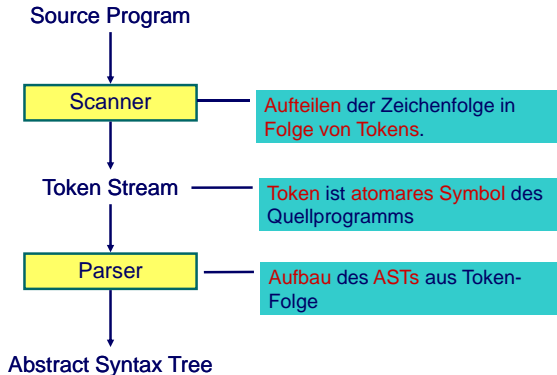 Source Program
Scanner
Aufteilen der Zeichenfolge in
Folge von Tokens.
Token Stream
Token ist atomares Symbol des
Quellprogramms
Parser
Aufbau des ASTs aus Token-
Folge
Abstract Syntax Tree